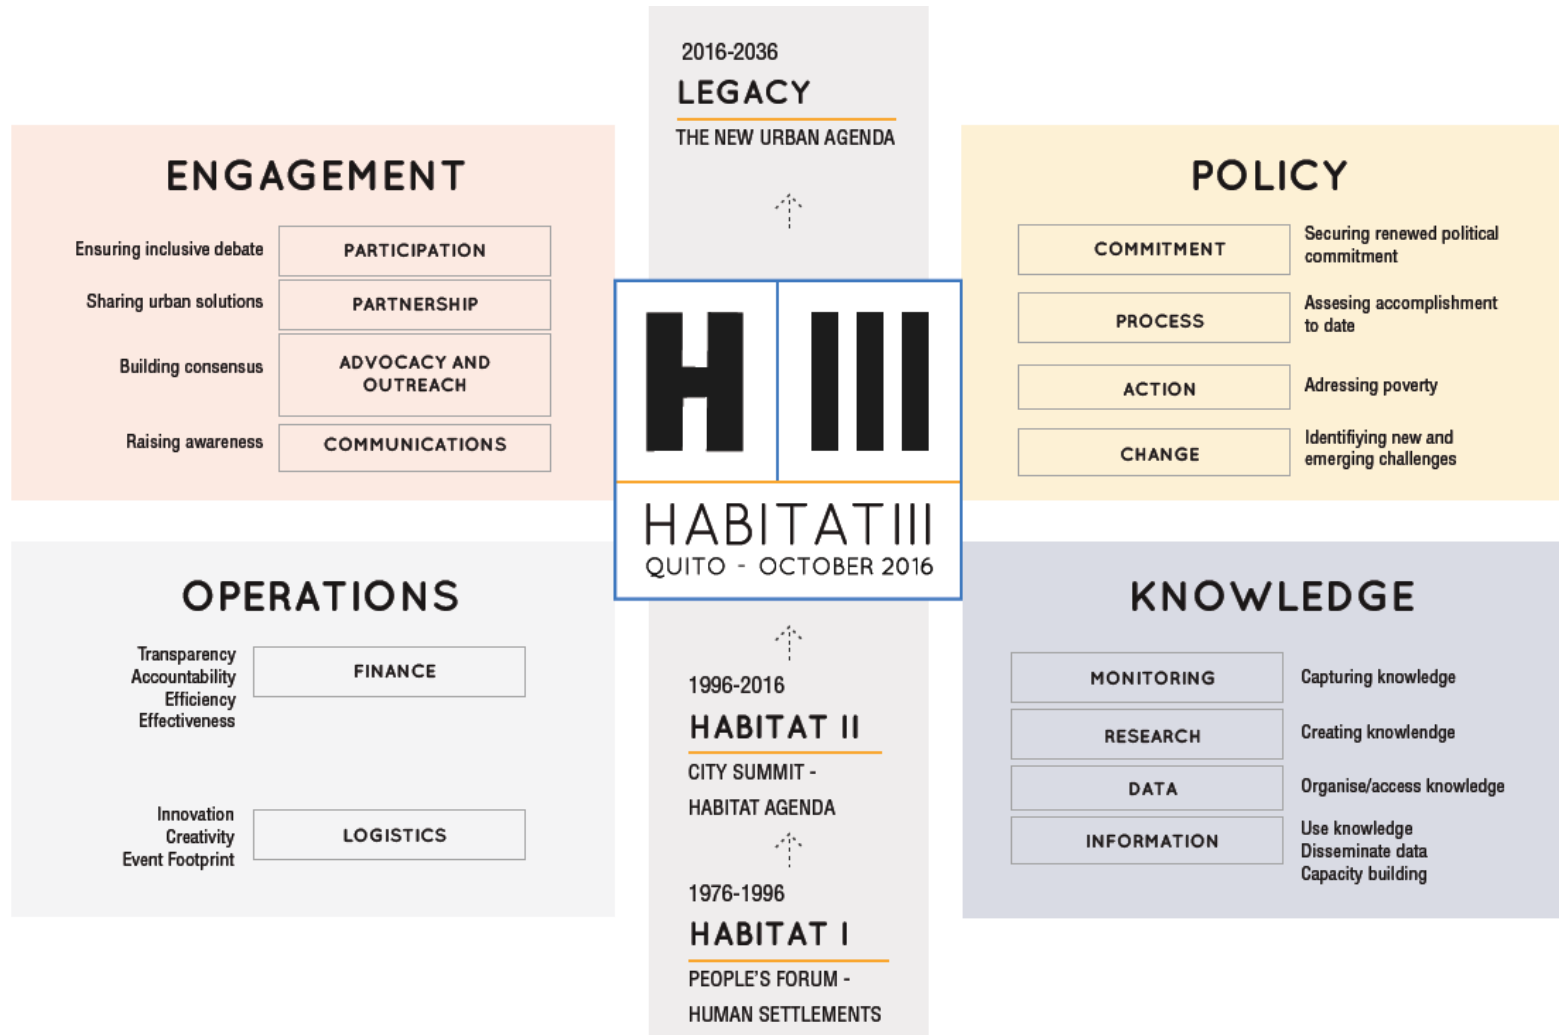 2016-2036
LEGACY
THE NEW URBAN AGENDA
ENGAGEMENT
Ensuring inclusive debate
PARTICIPATION
Sharing urban solutions
PARTNERSHIP
Building consensus
ADVOCACY AND
OUTREACH
Raising awareness
COMMUNICATIONS
POLICY
COMMITMENT
Securing renewed political
commitment
PROCESS
Assesing accomplishment
to date
ACTION
Adressing poverty
CHANGE
Identifiying new and
emerging challenges
H III
HABITAT III
QUITO - OCTOBER 2016
OPERATIONS
Transparency
Accountability
Efficiency
Effectiveness
FINANCE
Innovation
Creativity
Event Footprint
LOGISTICS
KNOWLEDGE
MONITORING
Capturing knowledge
RESEARCH
Creating knowlendge
DATA
Organise/access knowledge
INFORMATION
Use knowledge
Disseminate data
Capacity building
1996-2016
HABITAT II
CITY SUMMIT -
HABITAT AGENDA
1976-1996
HABITAT I
PEOPLE'S FORUM -
HUMAN SETTLEMENTS